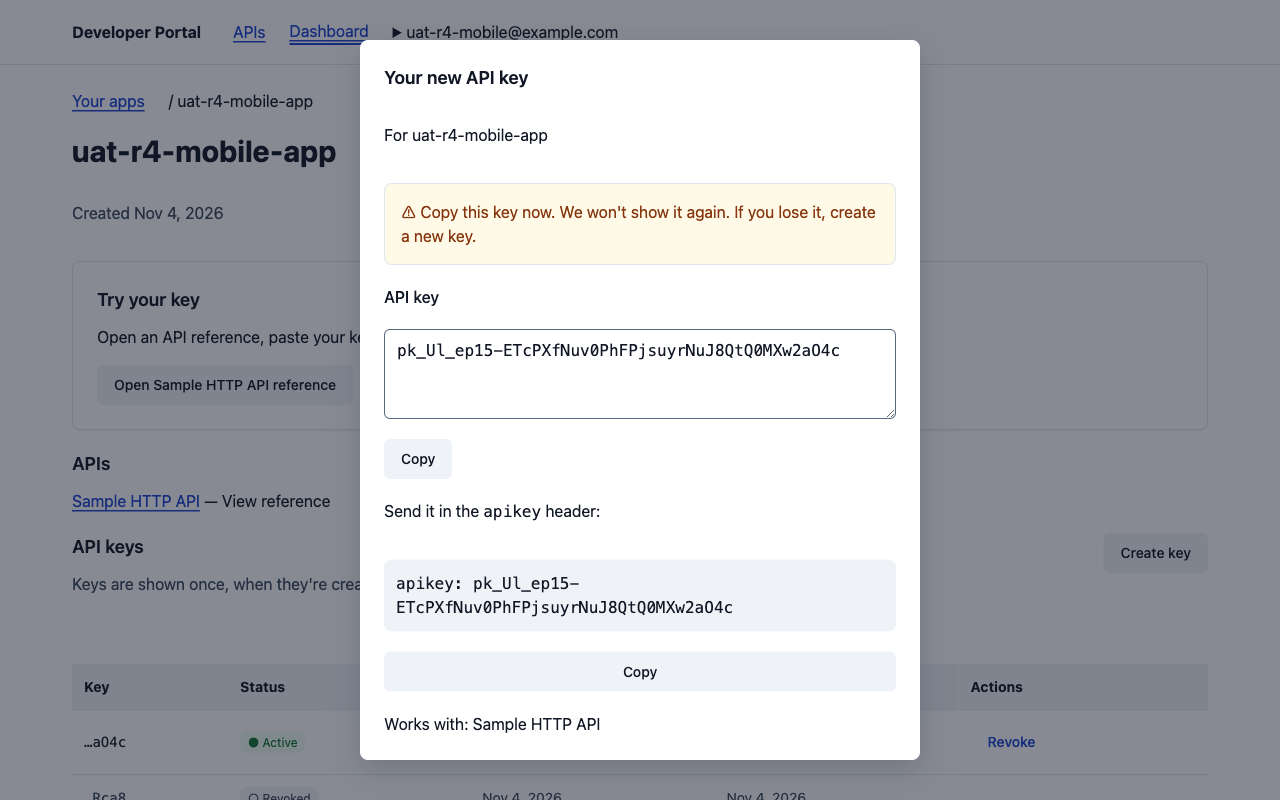 Developer Portal APIs Dashboard ▶ uat-r4-mobile@example.com
Your apps / uat-r4-mobile-app
uat-r4-mobile-app
Created Nov 4, 2026
Try your key
Open an API reference, paste your ke
Open Sample HTTP API reference
APIs
Sample HTTP API — View reference
API keys
Keys are shown once, when they're crea
Create key
Key Status Actions
…aO4c Active Revoke
Rca8 Revoked Nov 4, 2026 Nov 4, 2026
Your new API key
For uat-r4-mobile-app
⚠ Copy this key now. We won't show it again. If you lose it, create
a new key.
API key
pk_Ul_ep15-ETcPXfNuv0PhFPjsuyrNuJ8QtQ0MXw2aO4c
Copy
Send it in the apikey header:
apikey: pk_Ul_ep15-
ETcPXfNuv0PhFPjsuyrNuJ8QtQ0MXw2aO4c
Copy
Works with: Sample HTTP API